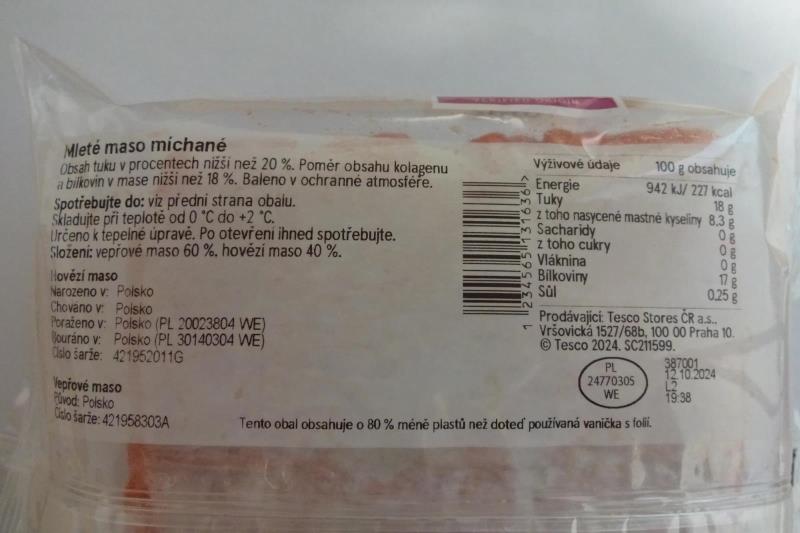 VERIFIED ORIGIN
Mleté maso míchané
Obsah tuku v procentech nižší než 20 %. Poměr obsahu kolagenu
a bílkovin v mase nižší než 18 %. Baleno v ochranné atmosféře.
Spotřebujte do: viz přední strana obalu.
Skladujte při teplotě od 0 °C do +2 °C.
Určeno k tepelné úpravě. Po otevření ihned spotřebujte.
Složení: vepřové maso 60 %, hovězí maso 40 %.
Hovězí maso
Narozeno v: Polsko
Chováno v: Polsko
Poraženo v: Polsko (PL 20023804 WE)
Bouráno v: Polsko (PL 30140304 WE)
Číslo šarže: 421952011G
Vepřové maso
Původ: Polsko
Číslo šarže: 421958303A
1 234565 131636 >
Výživové údaje 100 g obsahuje
Energie 942 kJ/ 227 kcal
Tuky 18 g
z toho nasycené mastné kyseliny 8,3 g
Sacharidy 0 g
z toho cukry 0 g
Vláknina 0 g
Bílkoviny 17 g
Sůl 0,25 g
Prodávající: Tesco Stores ČR a.s.,
Vršovická 1527/68b, 100 00 Praha 10.
© Tesco 2024. SC211599.
PL
24770305
WE
387001
12.10.2024
L2
19:38
Tento obal obsahuje o 80 % méně plastů než doteď používaná vanička s folií.